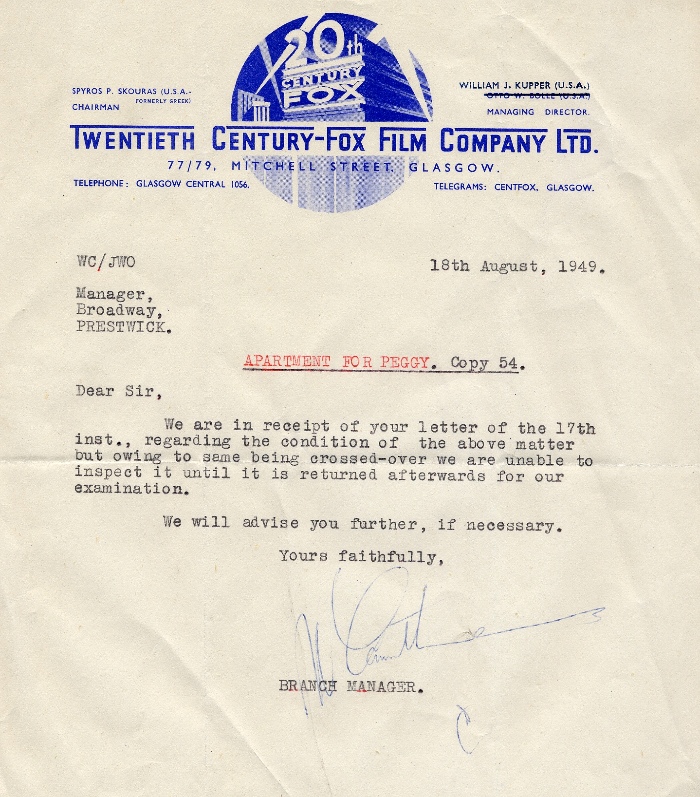 20th
CENTURY
FOX
SPYROS P. SKOURAS (U.S.A.-
FORMERLY GREEK)
CHAIRMAN
WILLIAM J. KUPPER (U.S.A.)
OTTO W. BOLLE (U.S.A.)
MANAGING DIRECTOR.
TWENTIETH CENTURY-FOX FILM COMPANY LTD.
77/79, MITCHELL STREET, GLASGOW.
TELEPHONE: GLASGOW CENTRAL 1056.
TELEGRAMS: CENTFOX, GLASGOW.
WC/JWO
18th August, 1949.
Manager,
Broadway,
PRESTWICK.
APARTMENT FOR PEGGY. Copy 54.
Dear Sir,
We are in receipt of your letter of the 17th
inst., regarding the condition of the above matter
but owing to same being crossed-over we are unable to
inspect it until it is returned afterwards for our
examination.
We will advise you further, if necessary.
Yours faithfully,
BRANCH MANAGER.